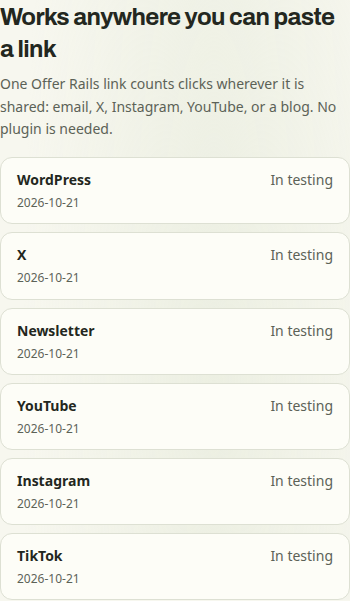 Works anywhere you can paste
a link
One Offer Rails link counts clicks wherever it is
shared: email, X, Instagram, YouTube, or a blog. No
plugin is needed.
WordPress In testing
2026-10-21
X In testing
2026-10-21
Newsletter In testing
2026-10-21
YouTube In testing
2026-10-21
Instagram In testing
2026-10-21
TikTok In testing
2026-10-21